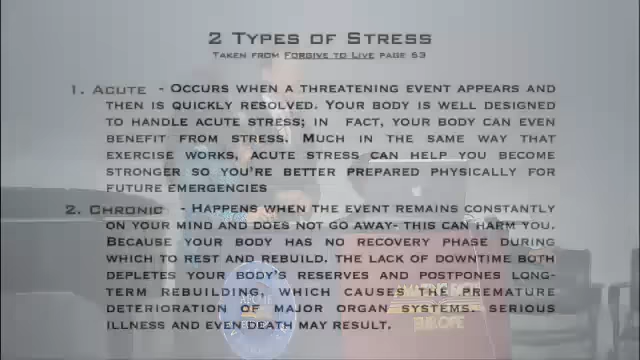 2 Types of Stress
Taken from Forgive to Live page 63
1. Acute - Occurs when a threatening event appears and
then is quickly resolved. Your body is well designed
to handle acute stress; in fact, your body can even
benefit from stress. Much in the same way that
exercise works, acute stress can help you become
stronger so you're better prepared physically for
future emergencies
2. Chronic - Happens when the event remains constantly
on your mind and does not go away- this can harm you.
Because your body has no recovery phase during
which to rest and rebuild. The lack of downtime both
depletes your body's reserves and postpones long-
term rebuilding, which causes the premature
deterioration of major organ systems. Serious
illness and even death may result.